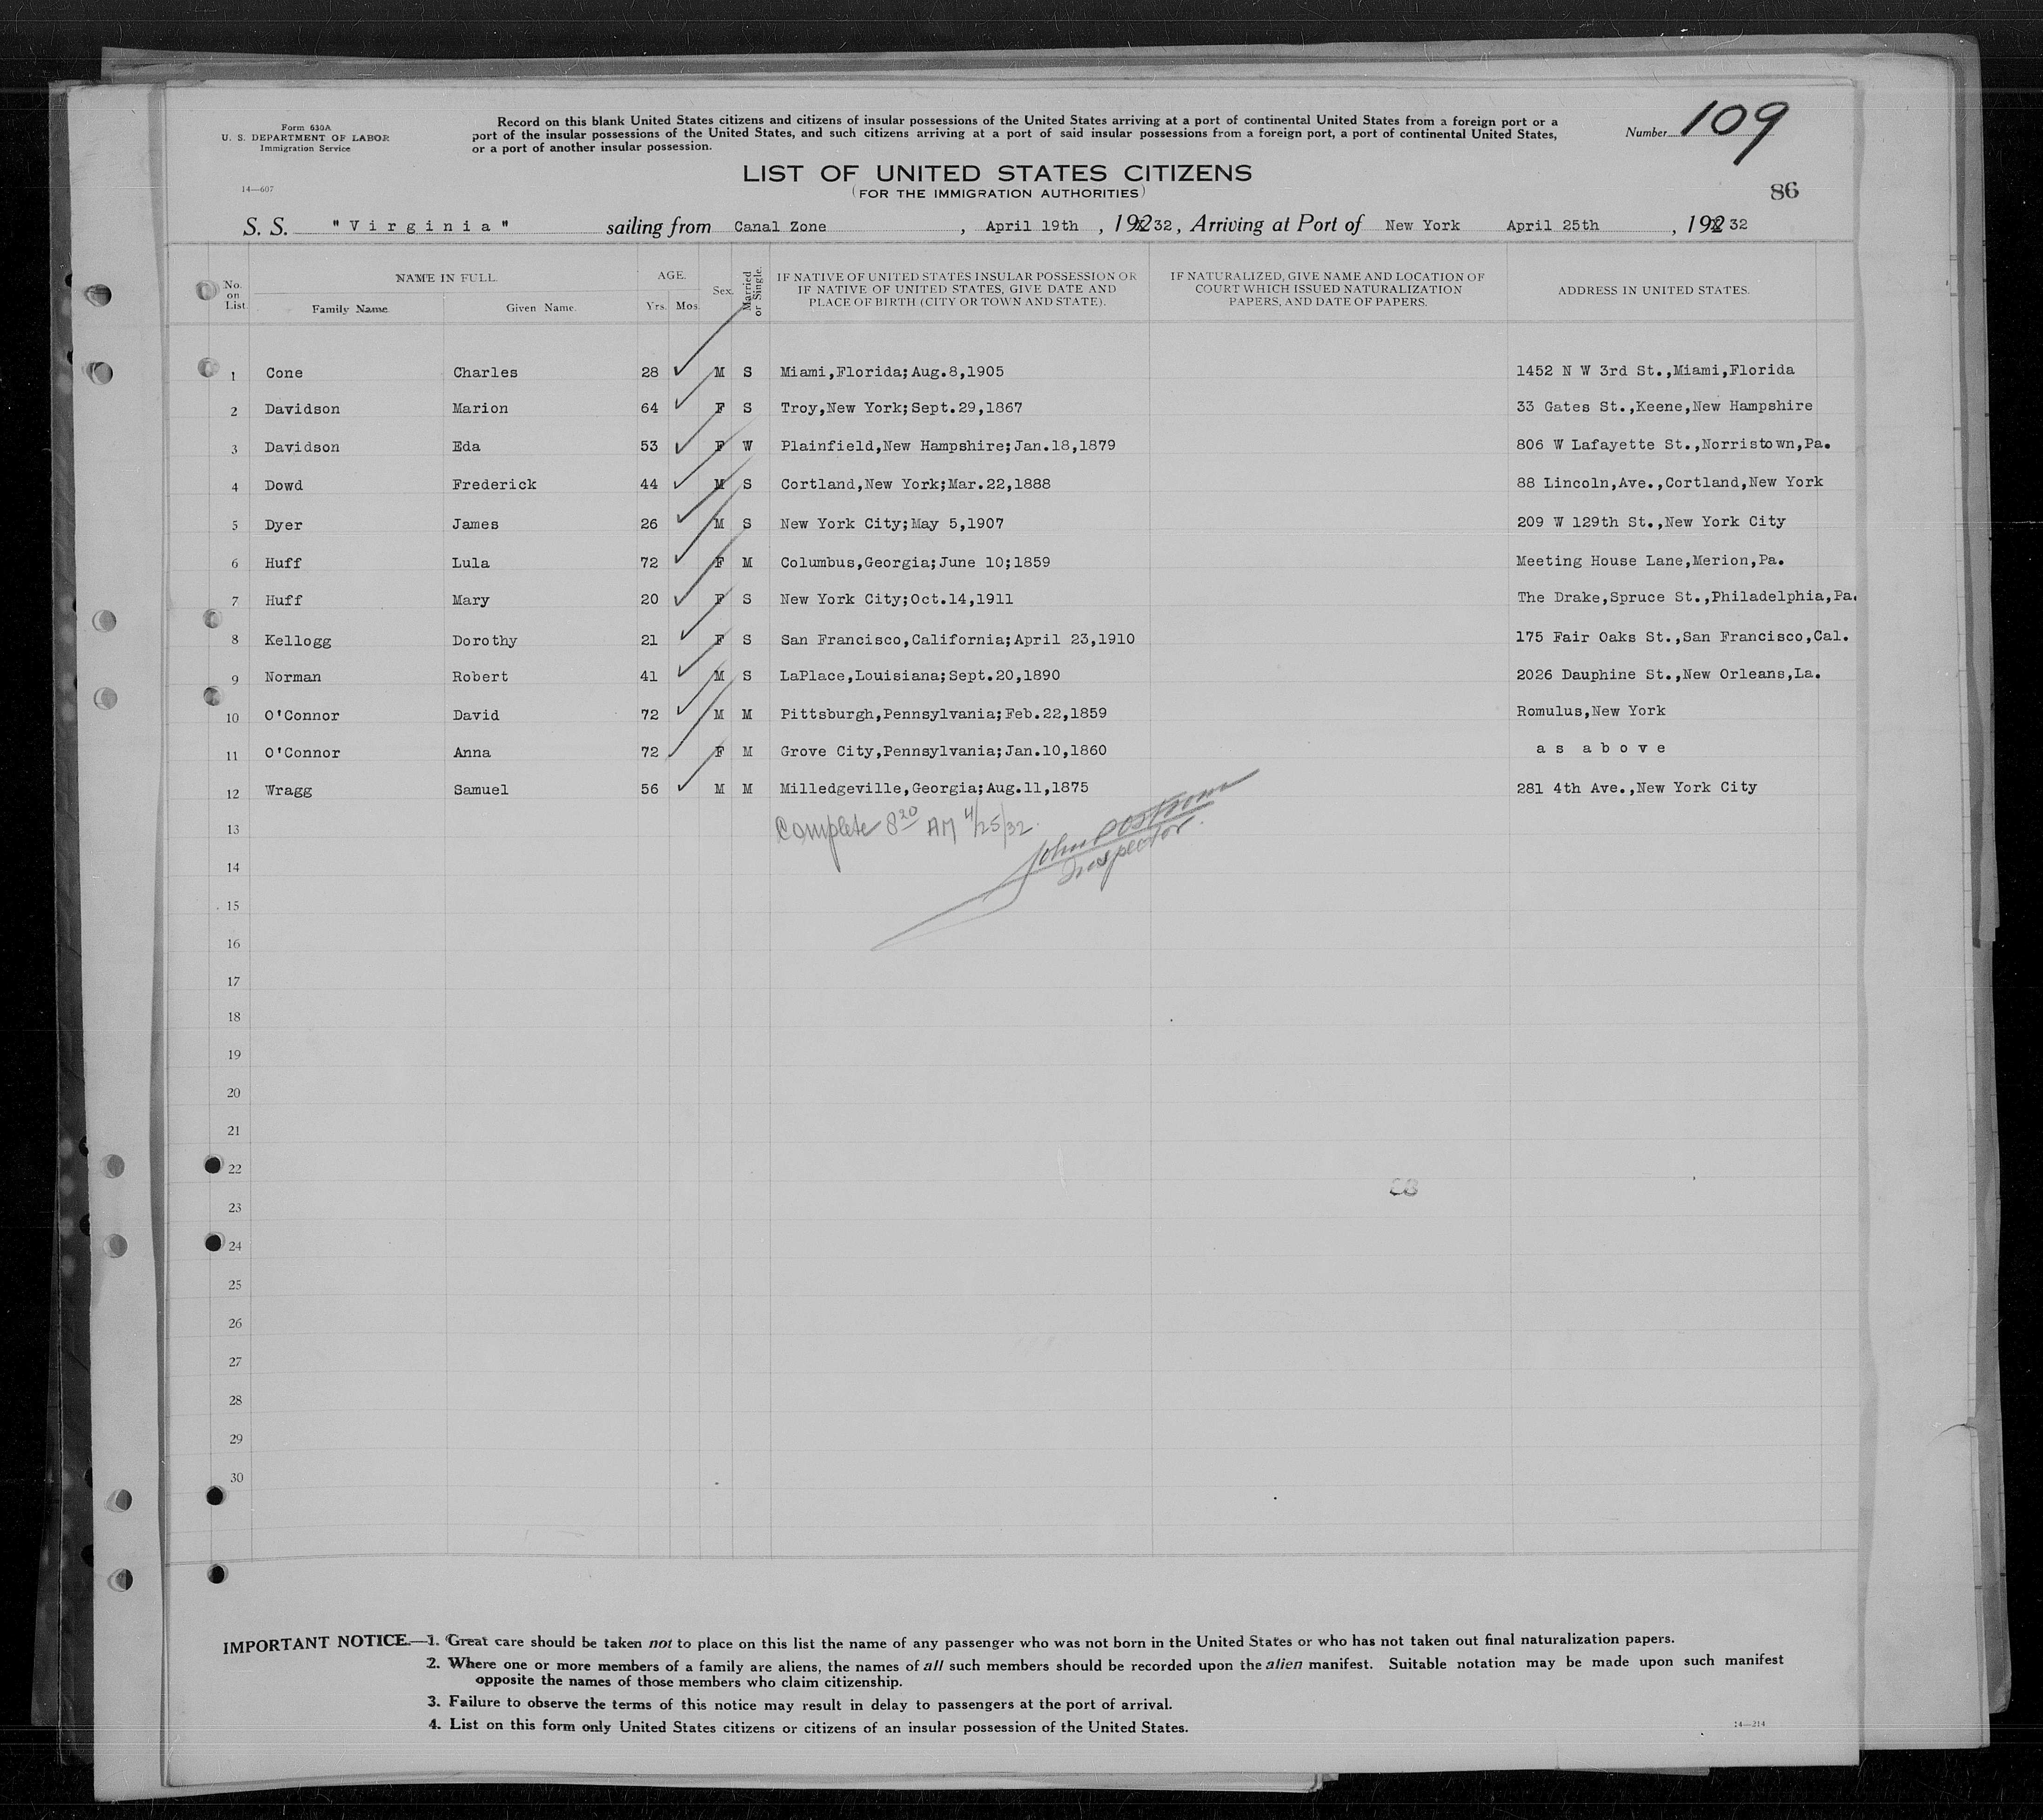 Form 630A
U. S. DEPARTMENT OF LABOR
Immigration Service
14—607
Record on this blank United States citizens and citizens of insular possessions of the United States arriving at a port of continental United States from a foreign port or a
port of the insular possessions of the United States, and such citizens arriving at a port of said insular possessions from a foreign port, a port of continental United States,
or a port of another insular possession.
Number 109
LIST OF UNITED STATES CITIZENS
(FOR THE IMMIGRATION AUTHORITIES)
86
S. S. "Virginia" sailing from Canal Zone, April 19th, 192 32, Arriving at Port of New York April 25th, 192 32
No. on List.
NAME IN FULL.
Family Name.
Given Name.
AGE.
Yrs. Mos.
Sex.
Married or Single.
IF NATIVE OF UNITED STATES INSULAR POSSESSION OR
IF NATIVE OF UNITED STATES, GIVE DATE AND
PLACE OF BIRTH (CITY OR TOWN AND STATE).
IF NATURALIZED, GIVE NAME AND LOCATION OF
COURT WHICH ISSUED NATURALIZATION
PAPERS, AND DATE OF PAPERS.
ADDRESS IN UNITED STATES.
1 Cone Charles 28 M S Miami,Florida;Aug.8,1905 1452 N W 3rd St.,Miami,Florida
2 Davidson Marion 64 F S Troy,New York;Sept.29,1867 33 Gates St.,Keene,New Hampshire
3 Davidson Eda 53 F W Plainfield,New Hampshire;Jan.18,1879 806 W Lafayette St.,Norristown,Pa.
4 Dowd Frederick 44 M S Cortland,New York;Mar.22,1888 88 Lincoln,Ave.,Cortland,New York
5 Dyer James 26 M S New York City;May 5,1907 209 W 129th St.,New York City
6 Huff Lula 72 F M Columbus,Georgia;June 10;1859 Meeting House Lane,Merion,Pa.
7 Huff Mary 20 F S New York City;Oct.14,1911 The Drake,Spruce St.,Philadelphia,Pa.
8 Kellogg Dorothy 21 F S San Francisco,California;April 23,1910 175 Fair Oaks St.,San Francisco,Cal.
9 Norman Robert 41 M S LaPlace,Louisiana;Sept.20,1890 2026 Dauphine St.,New Orleans,La.
10 O'Connor David 72 M M Pittsburgh,Pennsylvania;Feb.22,1859 Romulus,New York
11 O'Connor Anna 72 F M Grove City,Pennsylvania;Jan.10,1860 as above
12 Wragg Samuel 56 M M Milledgeville,Georgia;Aug.11,1875 281 4th Ave.,New York City
13 Complete 8 20 AM 4/25/32.
John
Inspector.
14
15
16
17
18
19
20
21
22
23
24
25
26
27
28
29
30
IMPORTANT NOTICE.—1. Great care should be taken not to place on this list the name of any passenger who was not born in the United States or who has not taken out final naturalization papers.
2. Where one or more members of a family are aliens, the names of all such members should be recorded upon the alien manifest. Suitable notation may be made upon such manifest
opposite the names of those members who claim citizenship.
3. Failure to observe the terms of this notice may result in delay to passengers at the port of arrival.
4. List on this form only United States citizens or citizens of an insular possession of the United States.
14—214